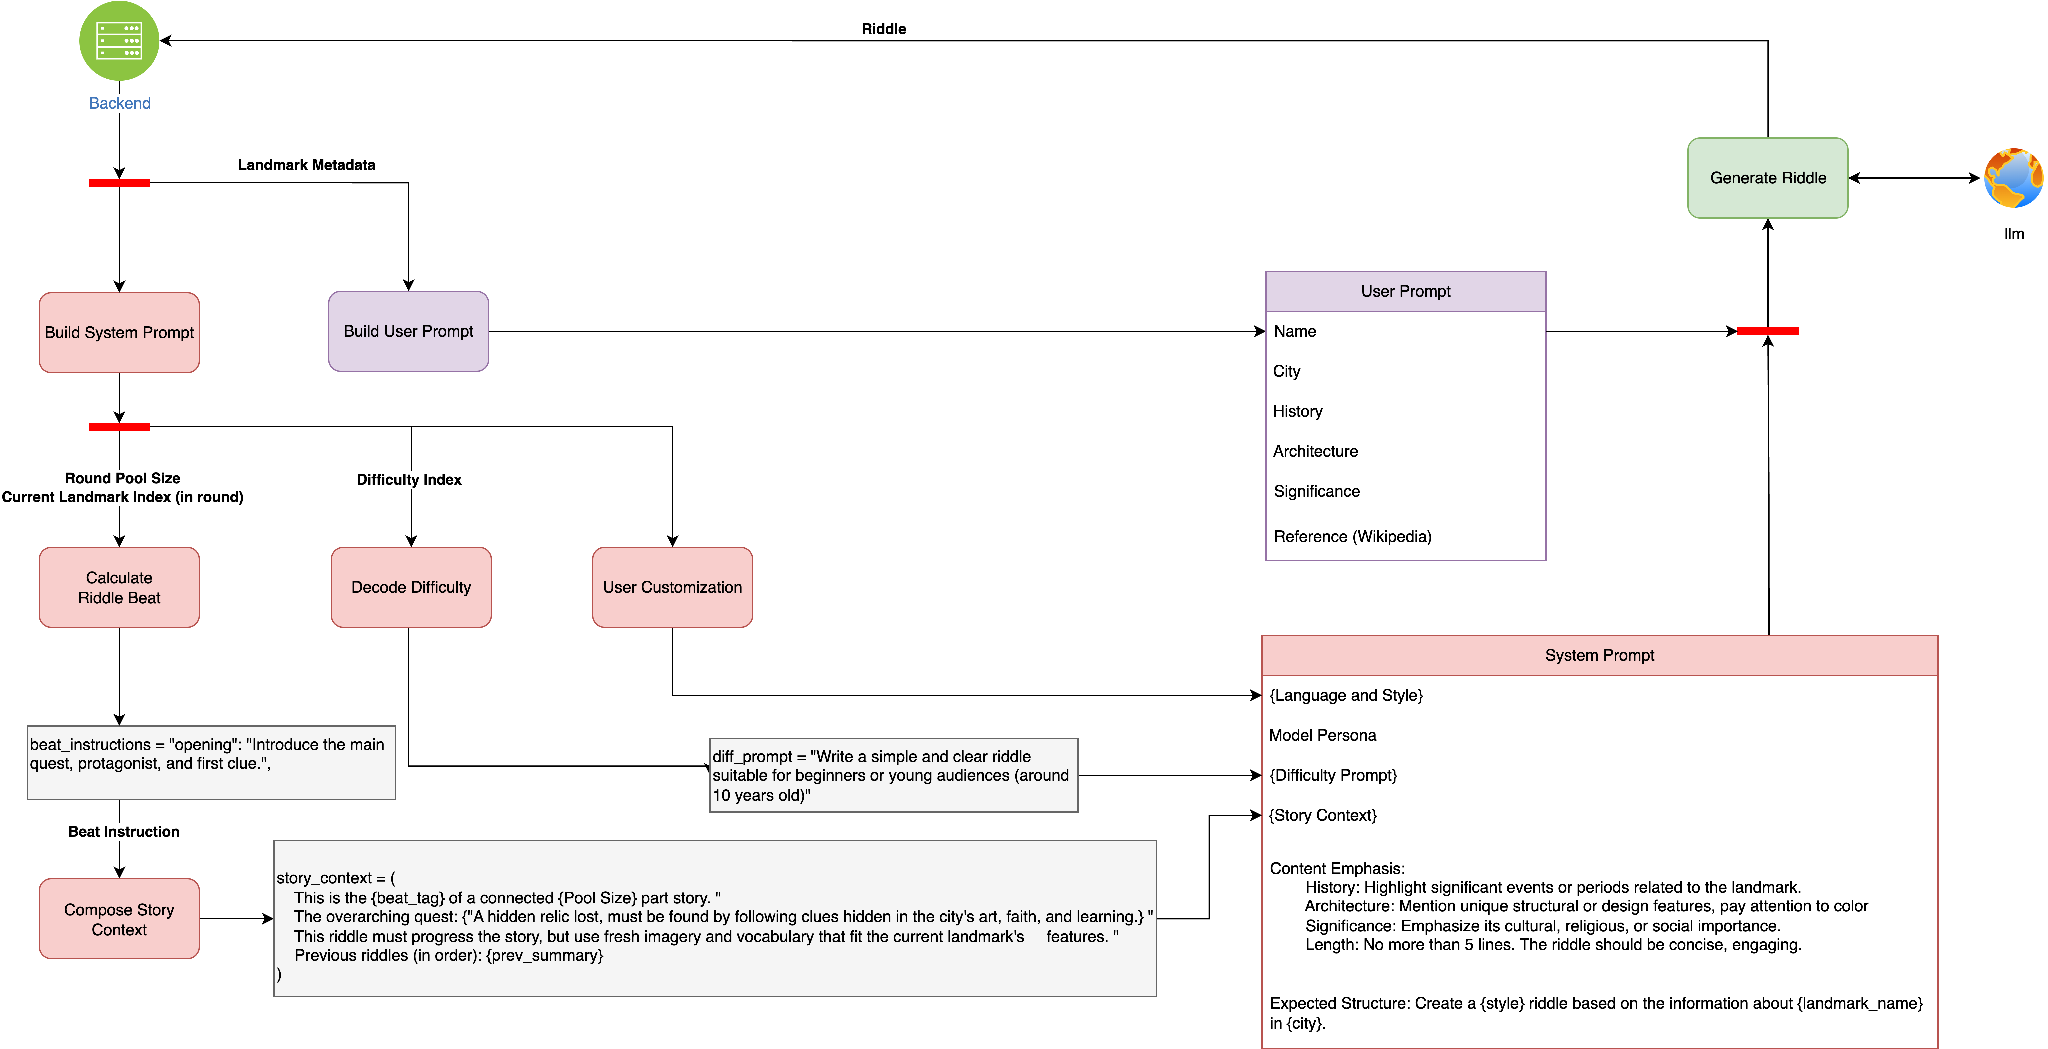 Riddle
Backend
Landmark Metadata
Generate Riddle
llm
Build System Prompt
Build User Prompt
User Prompt
Name
City
History
Architecture
Significance
Reference (Wikipedia)
Round Pool Size
Current Landmark Index (in round)
Difficulty Index
Calculate
Riddle Beat
Decode Difficulty
User Customization
System Prompt
{Language and Style}
Model Persona
{Difficulty Prompt}
{Story Context}
Content Emphasis:
History: Highlight significant events or periods related to the landmark.
Architecture: Mention unique structural or design features, pay attention to color
Significance: Emphasize its cultural, religious, or social importance.
Length: No more than 5 lines. The riddle should be concise, engaging.
Expected Structure: Create a {style} riddle based on the information about {landmark_name}
in {city}.
beat_instructions = "opening": "Introduce the main
quest, protagonist, and first clue.",
diff_prompt = "Write a simple and clear riddle
suitable for beginners or young audiences (around
10 years old)"
Beat Instruction
Compose Story
Context
story_context = (
This is the {beat_tag} of a connected {Pool Size} part story. "
The overarching quest: {"A hidden relic lost, must be found by following clues hidden in the city's art, faith, and learning.} "
This riddle must progress the story, but use fresh imagery and vocabulary that fit the current landmark's features. "
Previous riddles (in order): {prev_summary}
)